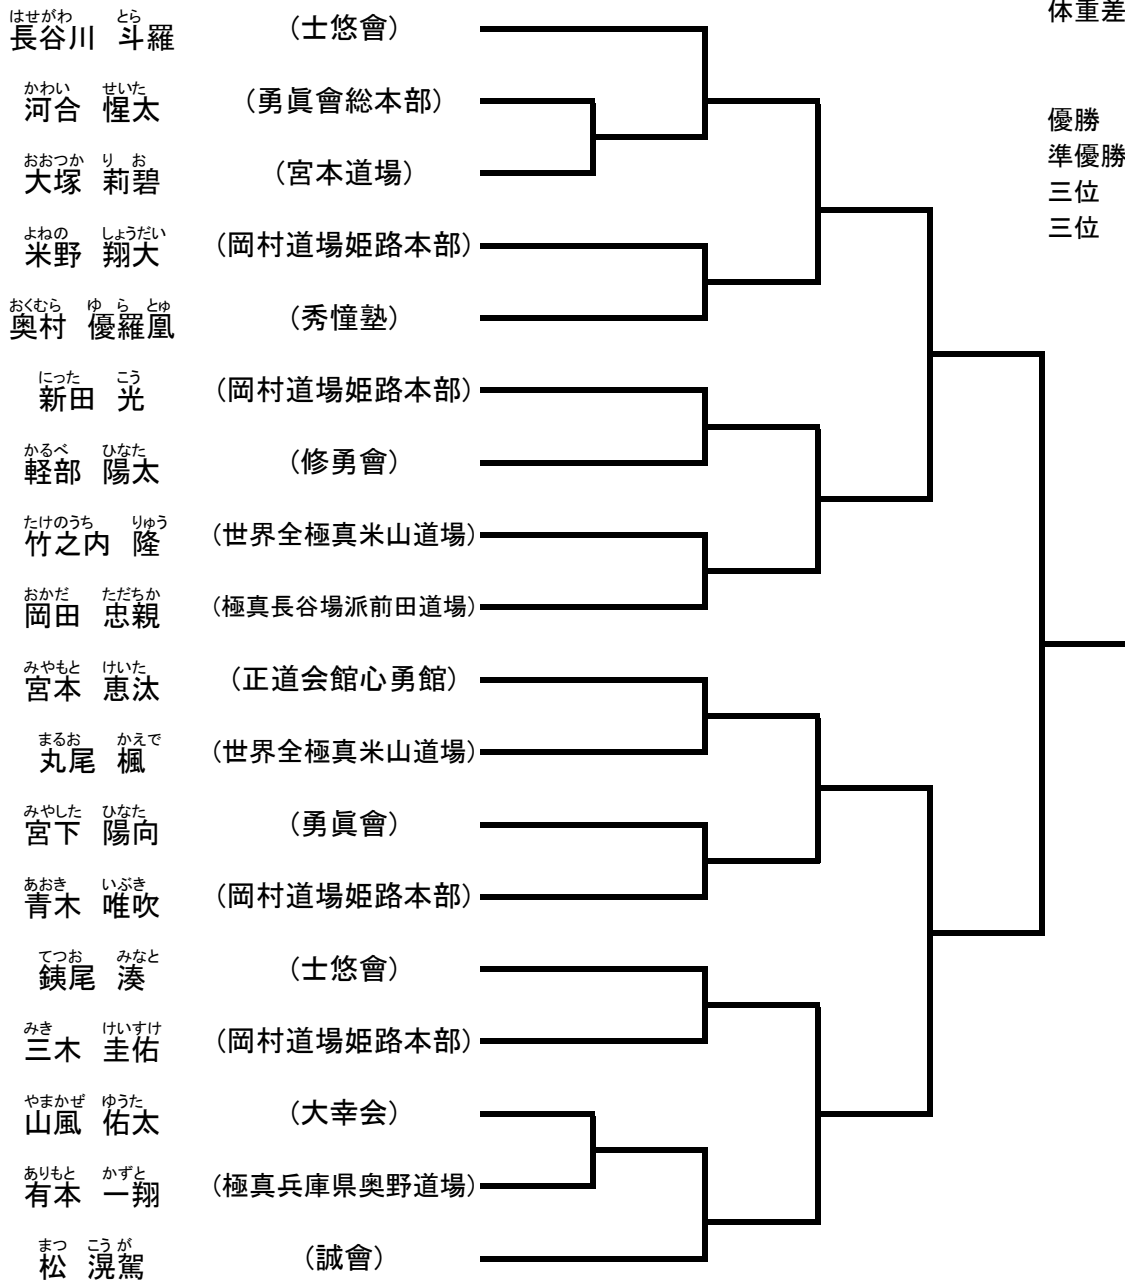 体重差
はせがわ とら
長谷川 斗羅 （士悠會）
かわい せいた
河合 惺太 （勇眞會総本部）
優勝
おおつか り お
大塚 莉碧 （宮本道場）
準優勝
三位
よねの しょうだい
米野 翔大 （岡村道場姫路本部）
三位
おくむら ゆ ら とゅ
奥村 優羅凰 （秀憧塾）
にった こう
新田 光 （岡村道場姫路本部）
かるべ ひなた
軽部 陽太 （修勇會）
たけのうち りゅう
竹之内 隆 （世界全極真米山道場）
おかだ ただちか
岡田 忠親 （極真長谷場派前田道場）
みやもと けいた
宮本 恵汰 （正道会館心勇館）
まるお かえで
丸尾 楓 （世界全極真米山道場）
みやした ひなた
宮下 陽向 （勇眞會）
あおき いぶき
青木 唯吹 （岡村道場姫路本部）
てつお みなと
銕尾 湊 （士悠會）
みき けいすけ
三木 圭佑 （岡村道場姫路本部）
やまかぜ ゆうた
山風 佑太 （大幸会）
ありもと かずと
有本 一翔 （極真兵庫県奥野道場）
まつ こう が
松 滉駕 （誠會）